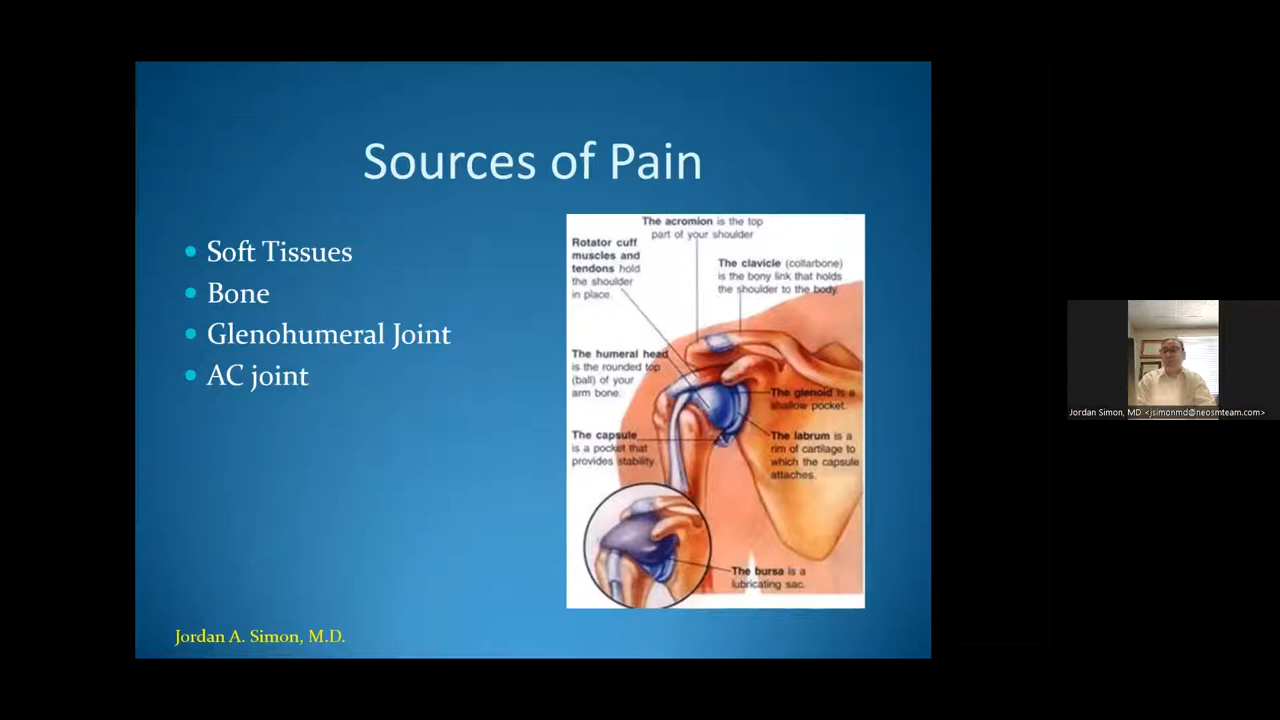 Sources of Pain
Soft Tissues
Bone
Glenohumeral Joint
AC joint
The acromion is the top
part of your shoulder
Rotator cuff
muscles and
tendons hold
the shoulder
in place.
The clavicle (collarbone)
is the bony link that holds
the shoulder to the body.
The humeral head
is the rounded top
(ball) of your
arm bone.
The glenoid is a
shallow pocket.
The capsule
is a pocket that
provides stability
The labrum is a
rim of cartilage to
which the capsule
attaches.
The bursa is a
lubricating sac.
Jordan A. Simon, M.D.
Jordan Simon, MD <jsimonmd@neosmteam.com>